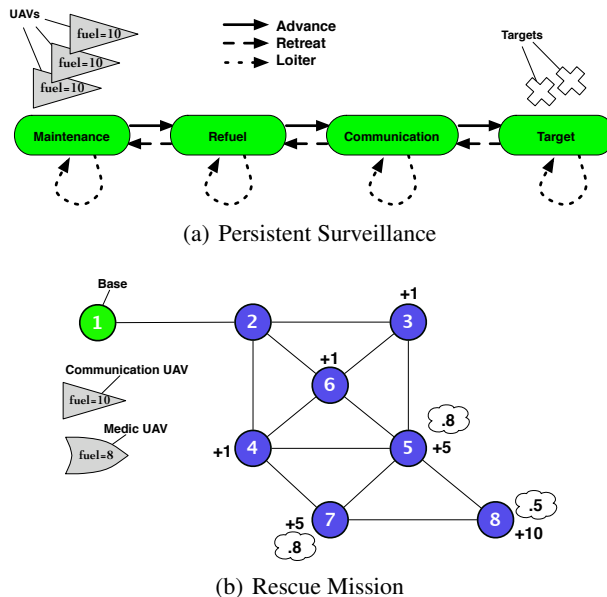 UAVs
fuel=10
fuel=10
fuel=10
Advance
Retreat
Loiter
Targets
Maintenance
Refuel
Communication
Target
(a) Persistent Surveillance
Base
1
2
3
+1
+1
6
Communication UAV
fuel=10
Medic UAV
fuel=8
+1
4
5
.8
+5
+5
7
.8
8
.5
+10
(b) Rescue Mission